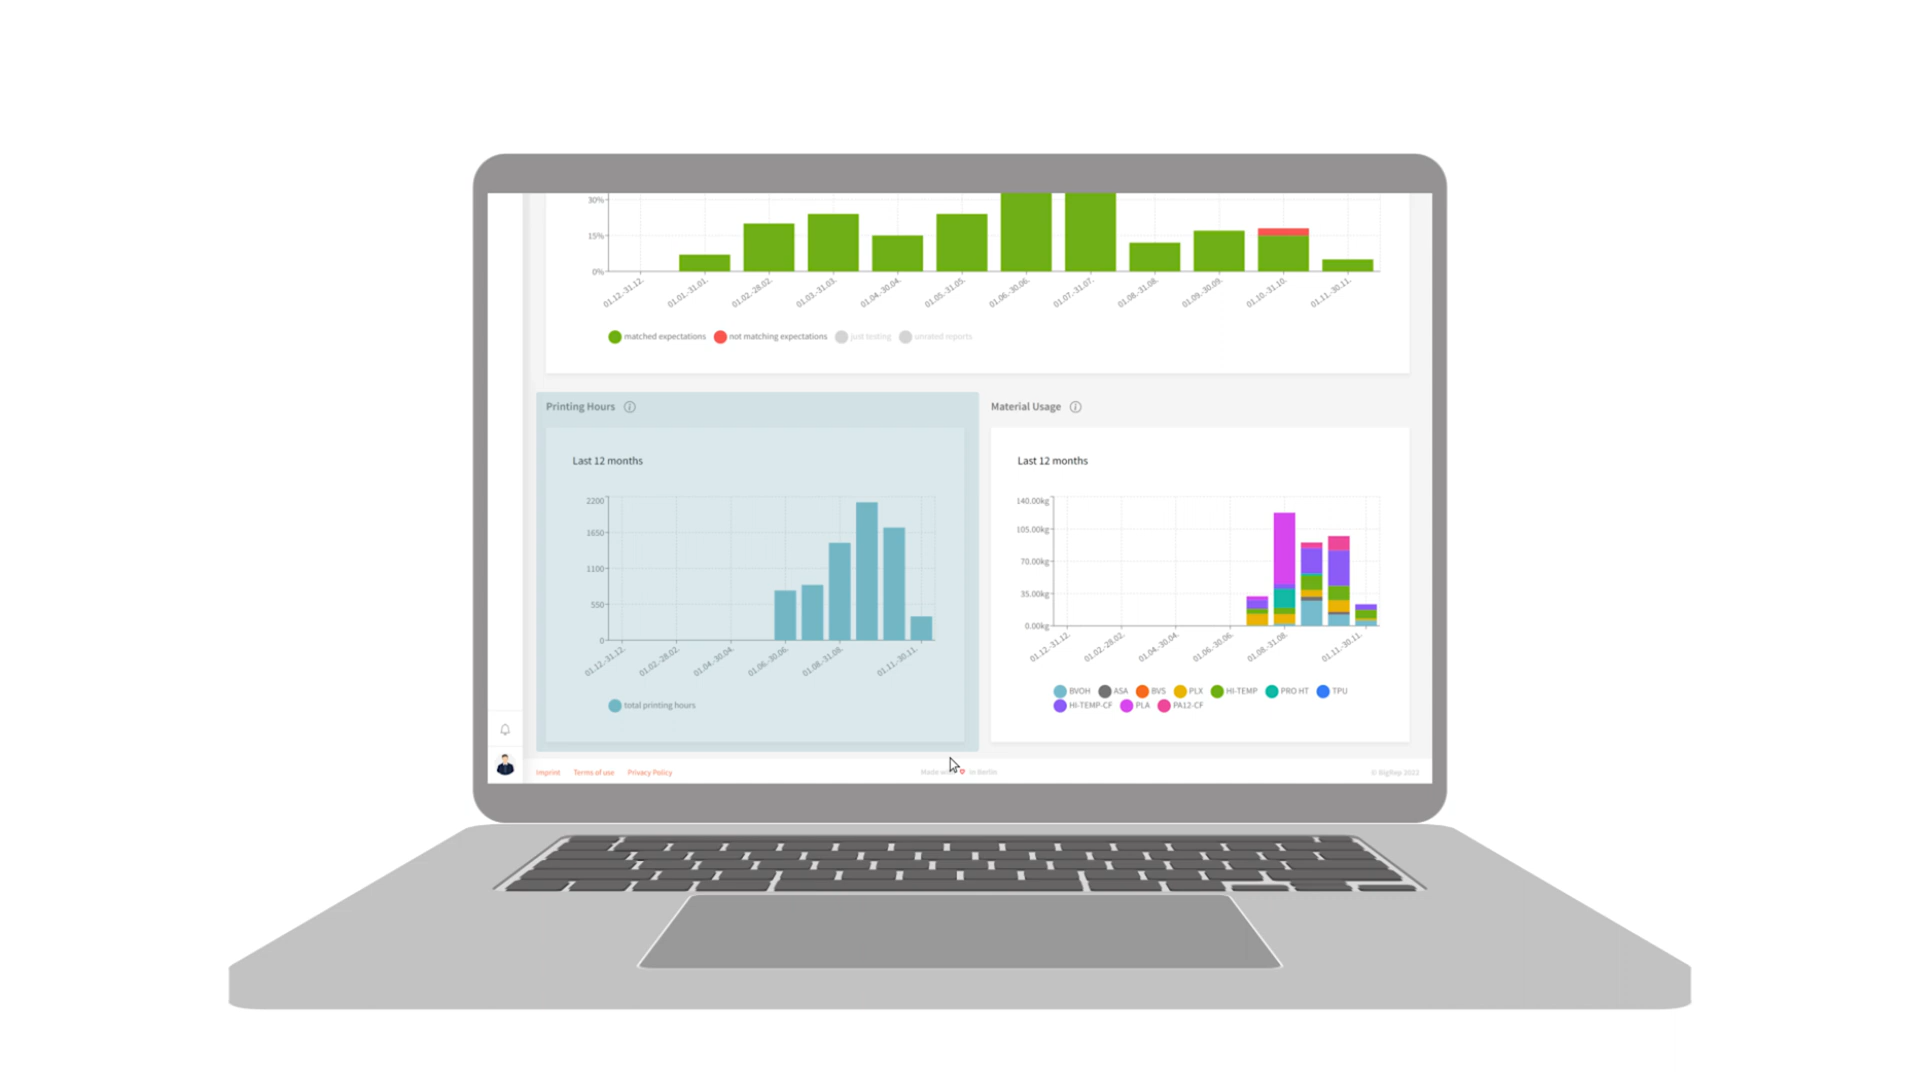 30%
15%
0%
01.12.-31.12. 01.01.-31.01. 01.02.-28.02. 01.03.-31.03. 01.04.-30.04. 01.05.-31.05. 01.06.-30.06. 01.07.-31.07. 01.08.-31.08. 01.09.-30.09. 01.10.-31.10. 01.11.-30.11.
matched expectations not matching expectations just testing unrated reports
Printing Hours
Last 12 months
2200
1650
1100
550
0
01.12.-31.12. 01.02.-28.02. 01.04.-30.04. 01.06.-30.06. 01.08.-31.08. 01.11.-30.11.
total printing hours
Material Usage
Last 12 months
140.00kg
105.00kg
70.00kg
35.00kg
0.00kg
01.12.-31.12. 01.02.-28.02. 01.04.-30.04. 01.06.-30.06. 01.08.-31.08. 01.11.-30.11.
BVOH ASA BVS PLX HI-TEMP PRO HT TPU
HI-TEMP-CF PLA PA12-CF
Imprint Terms of use Privacy Policy
Made in Berlin
© BigRep 2022